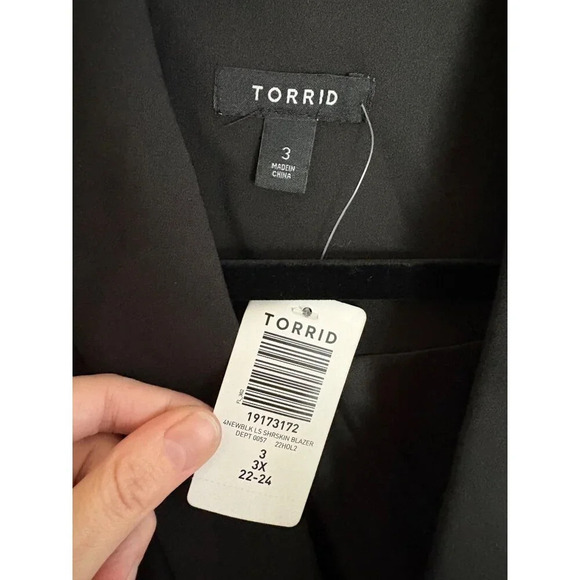 TORRID
3
MADE IN
CHINA
TORRID
19173172
4NEWBLK LS SHRSKIN BLAZER
DEPT 0057 22HOL2
3
3X
22-24